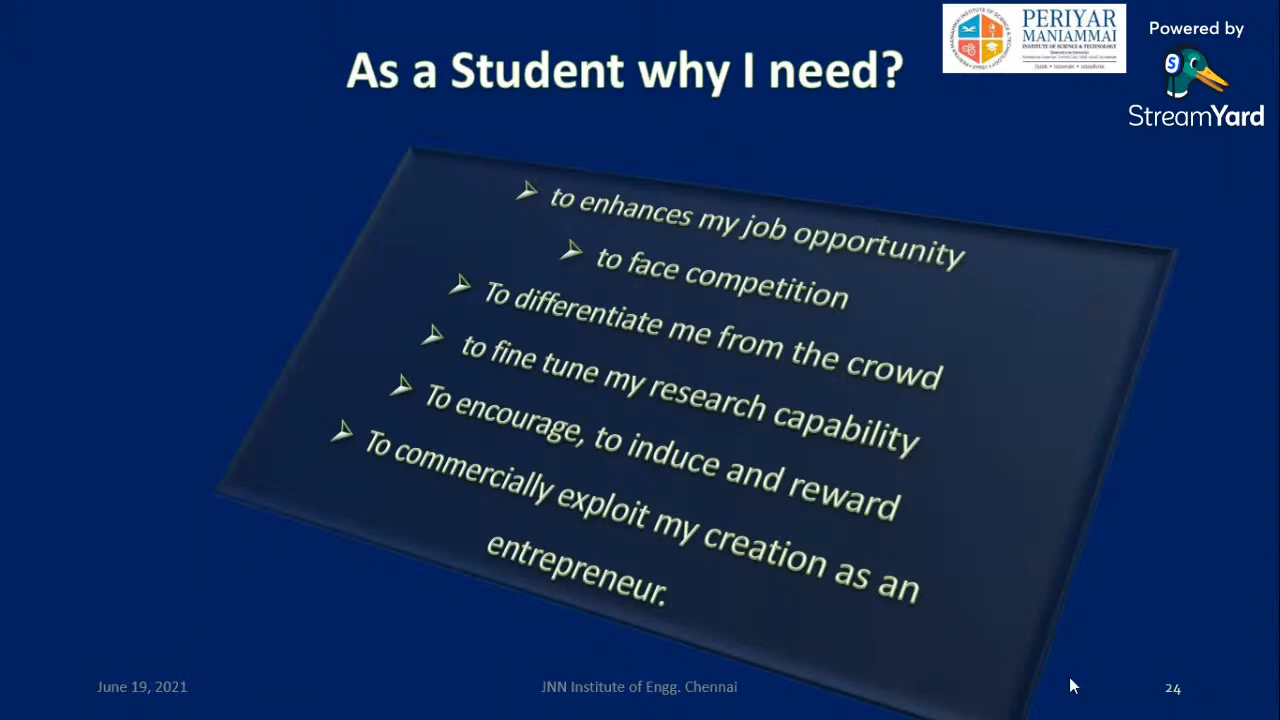 As a Student why I need?
PERIYAR
MANIAMMAI
INSTITUTE OF SCIENCE & TECHNOLOGY
Powered by
StreamYard
to enhances my job opportunity
to face competition
To differentiate me from the crowd
to fine tune my research capability
To encourage, to induce and reward
To commercially exploit my creation as an
entrepreneur.
June 19, 2021
JNN Institute of Engg. Chennai
24